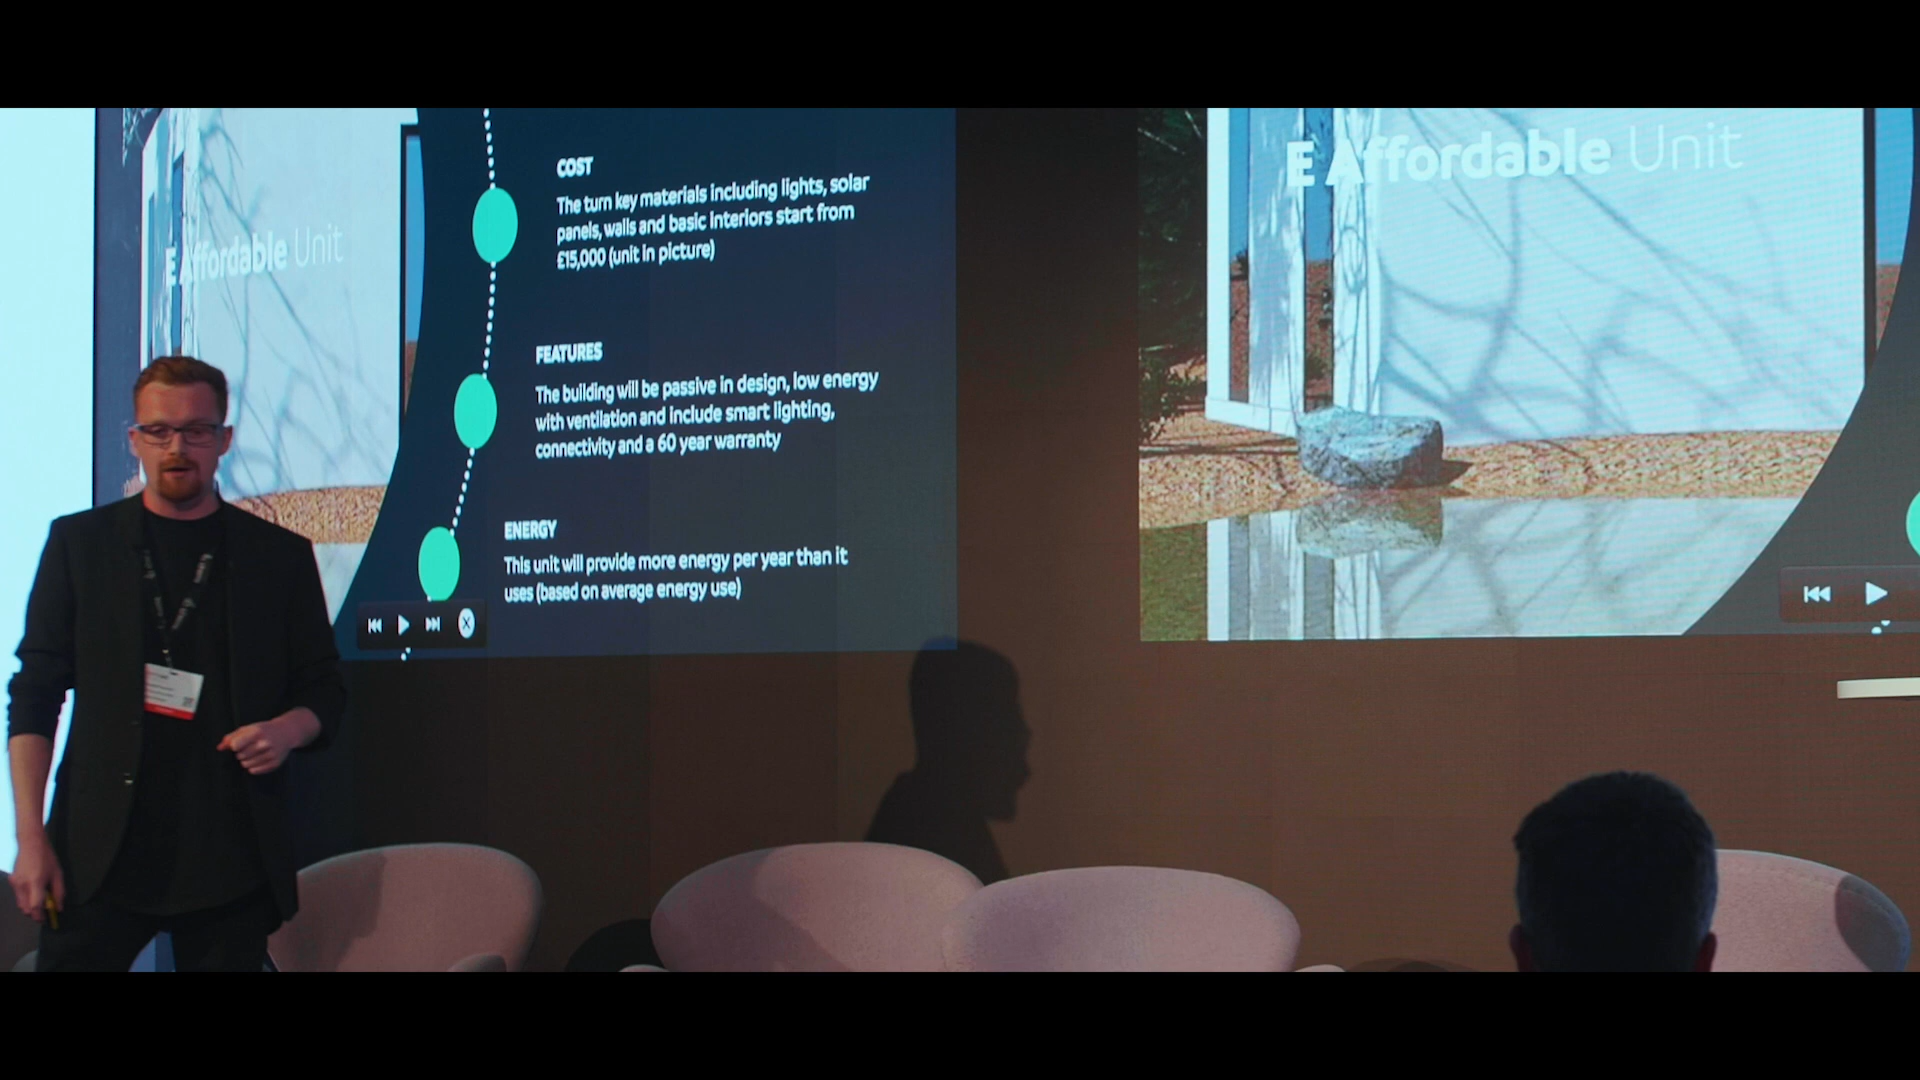 E Affordable Unit
COST
The turn key materials including lights, solar
panels, walls and basic interiors start from
£15,000 (unit in picture)
FEATURES
The building will be passive in design, low energy
with ventilation and include smart lighting,
connectivity and a 60 year warranty
ENERGY
This unit will provide more energy per year than it
uses (based on average energy use)
E Affordable Unit